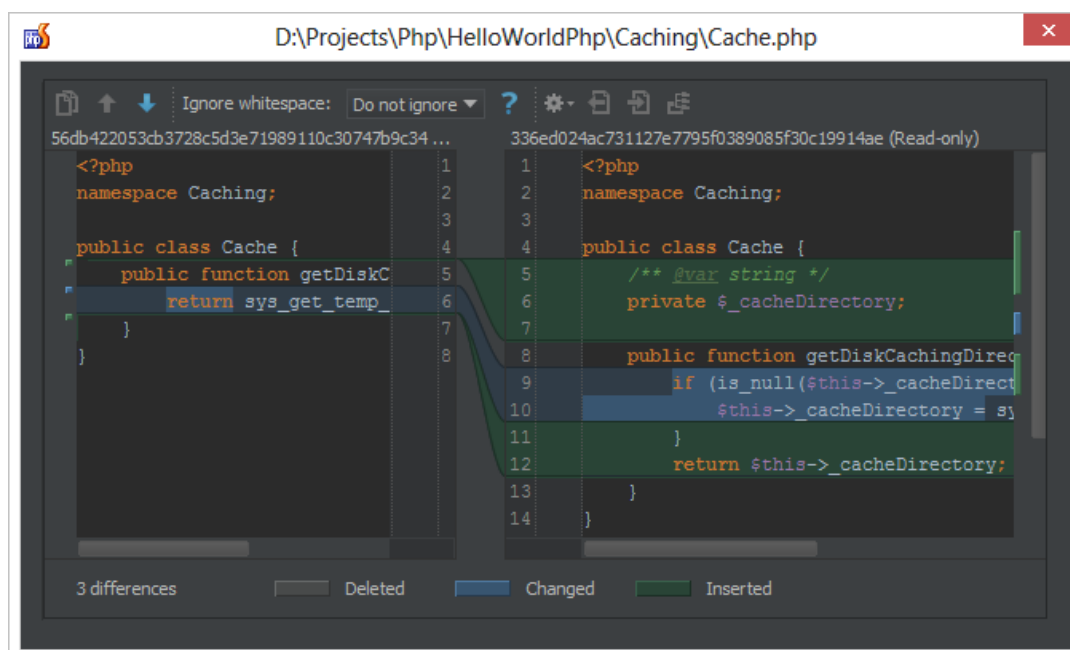 php
D:\Projects\Php\HelloWorldPhp\Caching\Cache.php
Ignore whitespace: Do not ignore
?
56db422053cb3728c5d3e71989110c30747b9c34 ...
<?php 1
namespace Caching; 2
3
public class Cache { 4
public function getDiskC 5
return sys_get_temp_ 6
} 7
} 8
336ed024ac731127e7795f0389085f30c19914ae (Read-only)
1 <?php
2 namespace Caching;
3
4 public class Cache {
5 /** @var string */
6 private $_cacheDirectory;
7
8 public function getDiskCachingDirec
9 if (is_null($this->_cacheDirect
10 $this->_cacheDirectory = sy
11 }
12 return $this->_cacheDirectory;
13 }
14 }
3 differences Deleted Changed Inserted